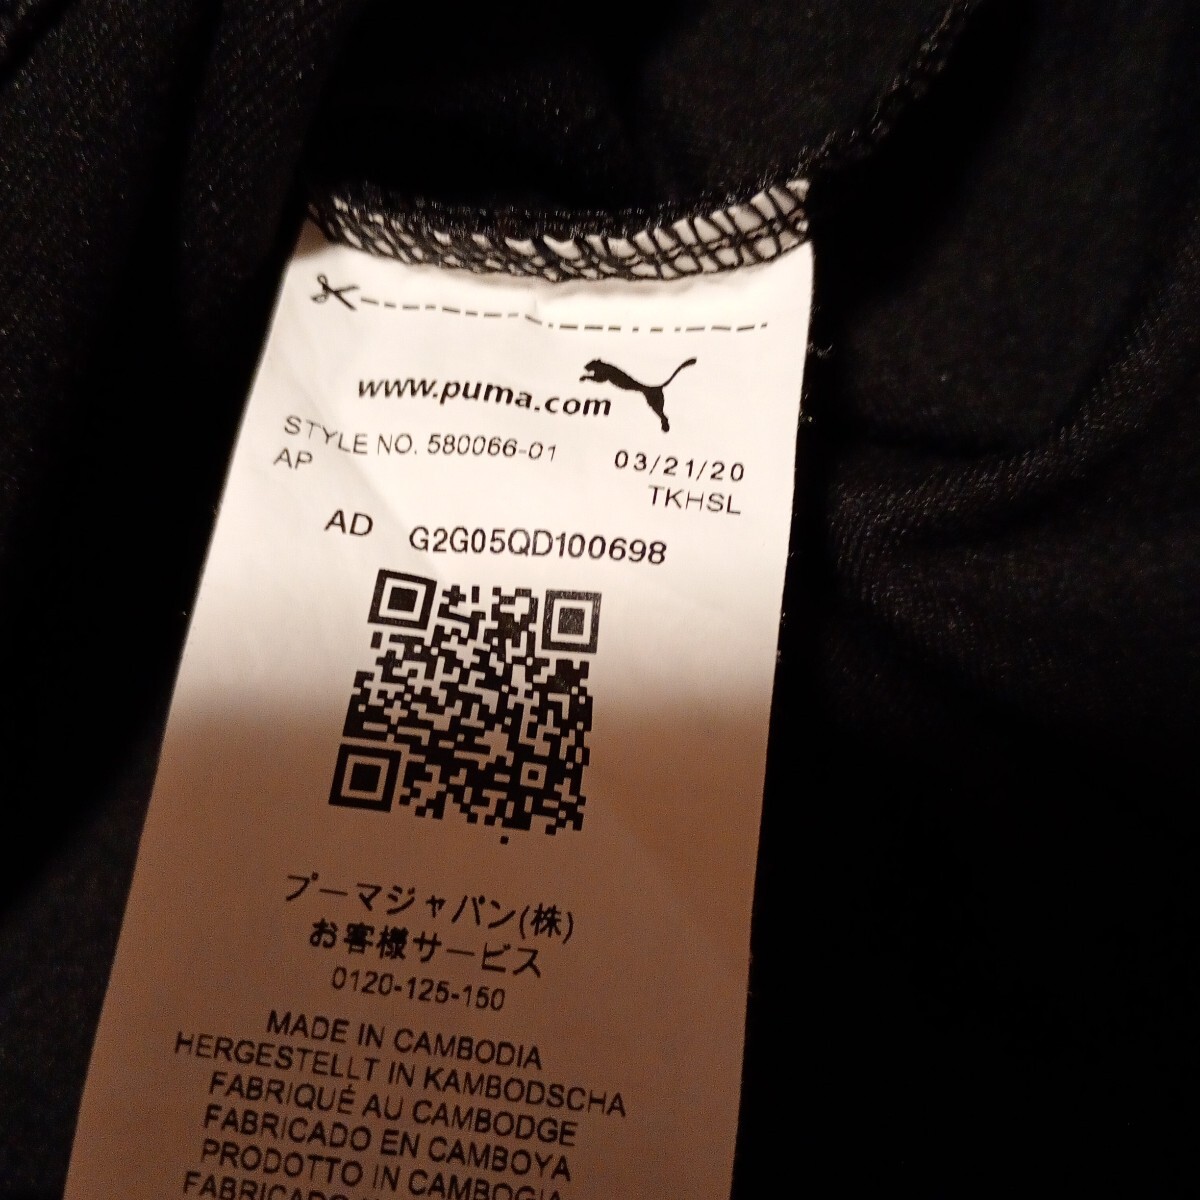 www.puma.com
STYLE NO. 580066-01 03/21/20
AP TKHSL
AD G2G05QD100698
プーマジャパン(株)
お客様サービス
0120-125-150
MADE IN CAMBODIA
HERGESTELLT IN KAMBODSCHA
FABRIQUÉ AU CAMBODGE
FABRICADO EN CAMBOYA
PRODOTTO IN CAMBOGIA
FABRICADO